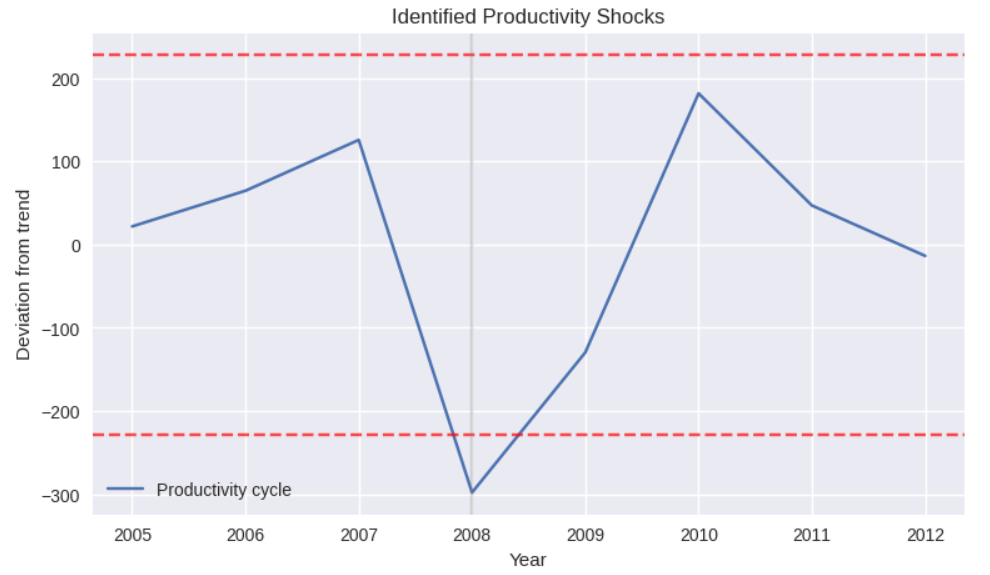 Identified Productivity Shocks
Deviation from trend
200
100
0
−100
−200
−300
Productivity cycle
2005 2006 2007 2008 2009 2010 2011 2012
Year